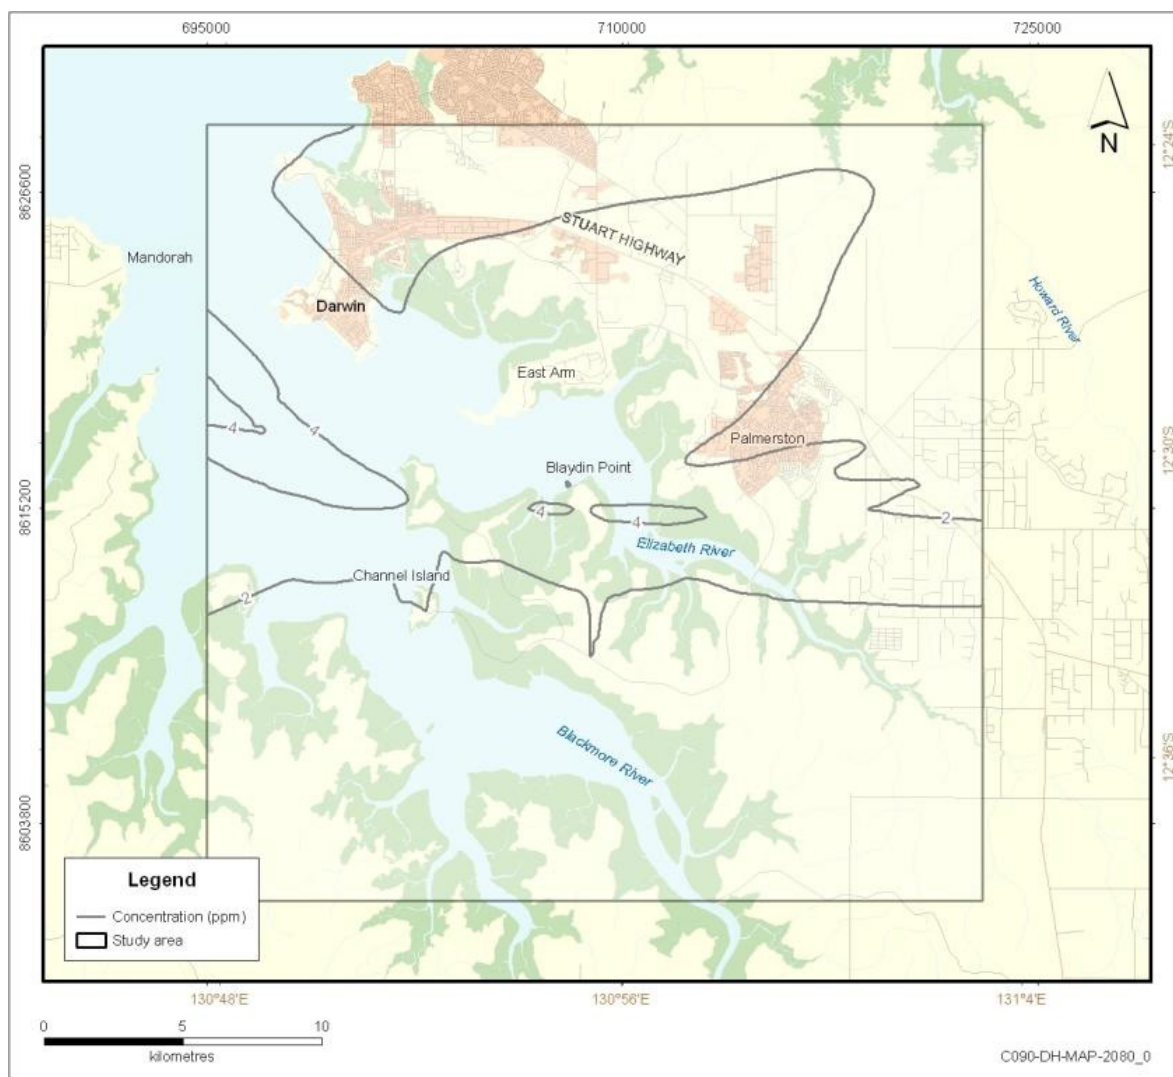 695000
710000
725000
12°24'S
N
8626600
STUART HIGHWAY
Mandorah
Howard River
Darwin
East Arm
4
4
Palmerston
12°30'S
Blaydin Point
8615200
4
4
2
Elizabeth River
Channel Island
2
Blackmore River
12°36'S
8603800
Legend
Concentration (ppm)
Study area
130°48'E
130°56'E
131°4'E
0
5
10
kilometres
C090-DH-MAP-2080_0